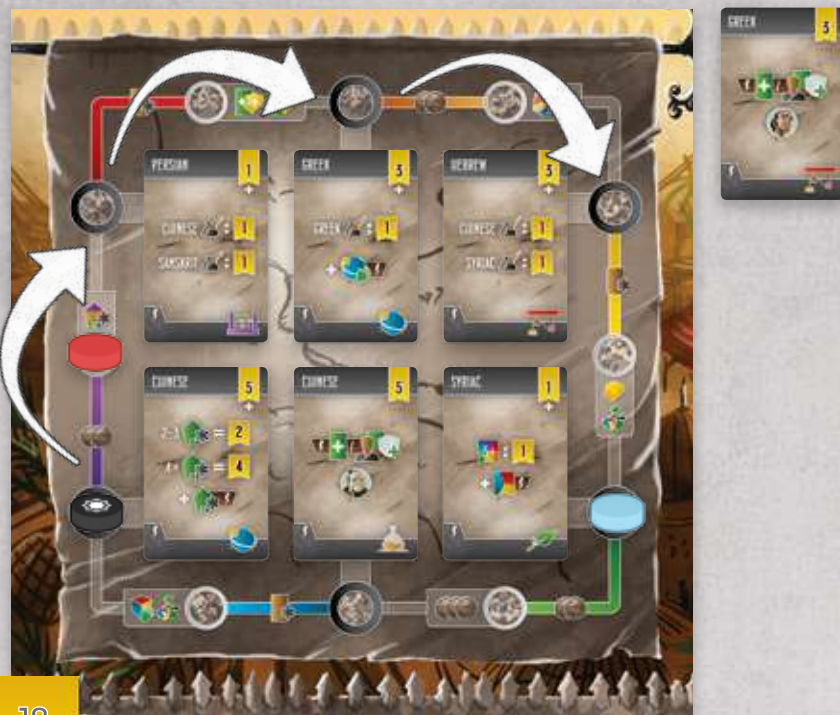 GREEK 3
PERSIAN 1
+
CHINESE : 1
SANSKRIT : 1
GREEK 3
+
GREEK : 1
+
HEBREW 3
+
CHINESE : 1
SYRIAC : 1
CHINESE 5
+
= 2
= 4
+
CHINESE 5
SYRIAC 1
+
: 1
+
19